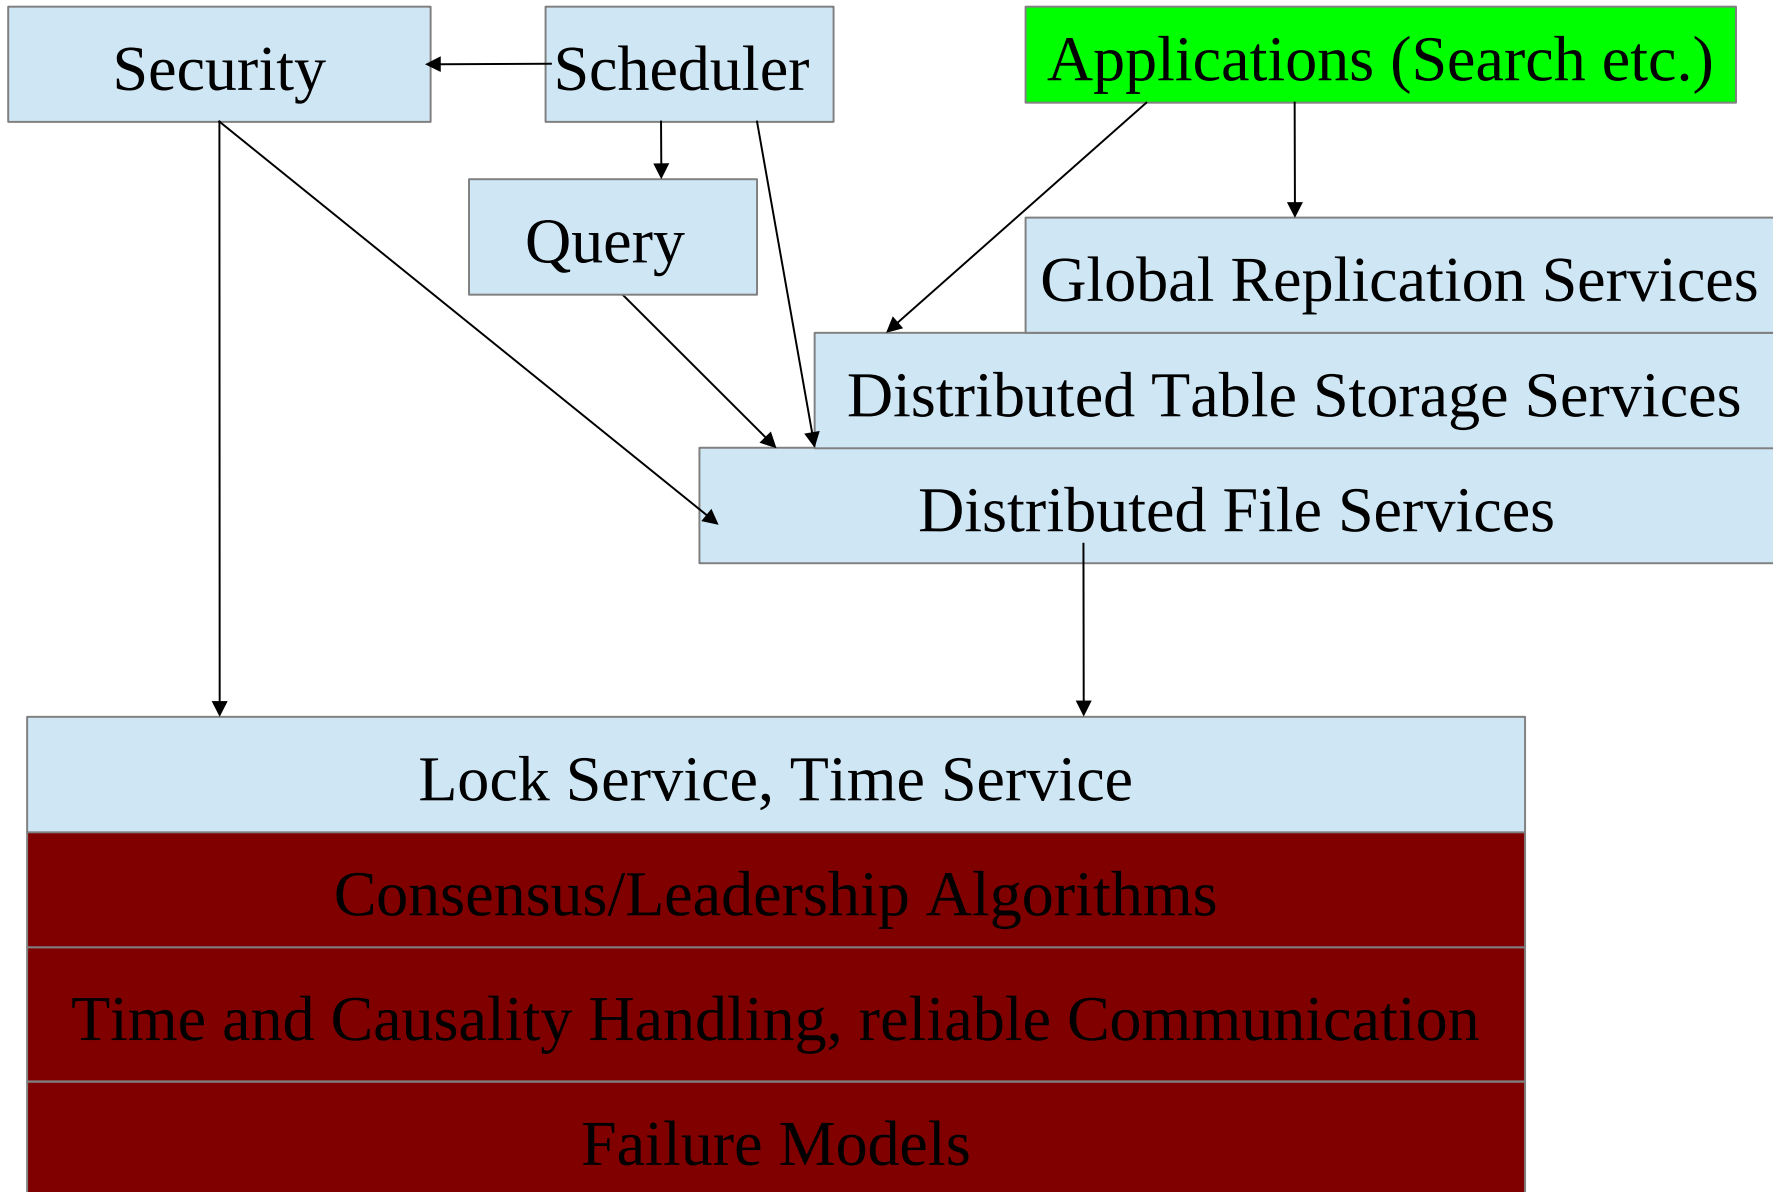 Security
Scheduler
Applications (Search etc.)
Query
Global Replication Services
Distributed Table Storage Services
Distributed File Services
Lock Service, Time Service
Consensus/Leadership Algorithms
Time and Causality Handling, reliable Communication
Failure Models